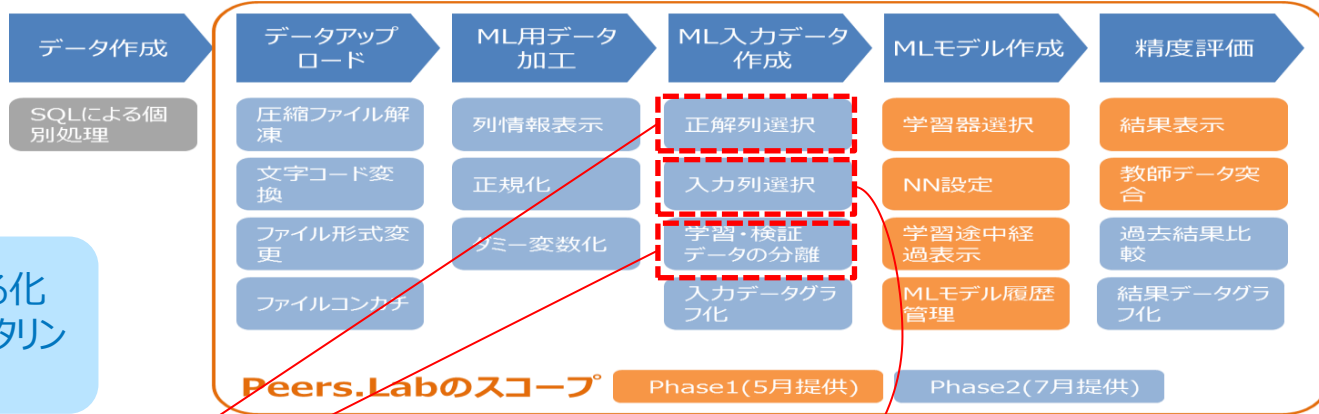 データ作成
データアップ
ロード
ML用データ
加工
ML入力データ
作成
MLモデル作成
精度評価
SQLによる個
別処理
圧縮ファイル解
凍
文字コード変
換
ファイル形式変
更
ファイルコンカチ
列情報表示
正規化
ダミー変数化
正解列選択
入力列選択
学習・検証
データの分離
入力データグラ
フ化
学習器選択
NN設定
学習途中経
過表示
MLモデル履歴
管理
結果表示
教師データ突
合
過去結果比
較
結果データグラ
フ化
る化
タリン
Peers.Labのスコープ
Phase1(5月提供)
Phase2(7月提供)